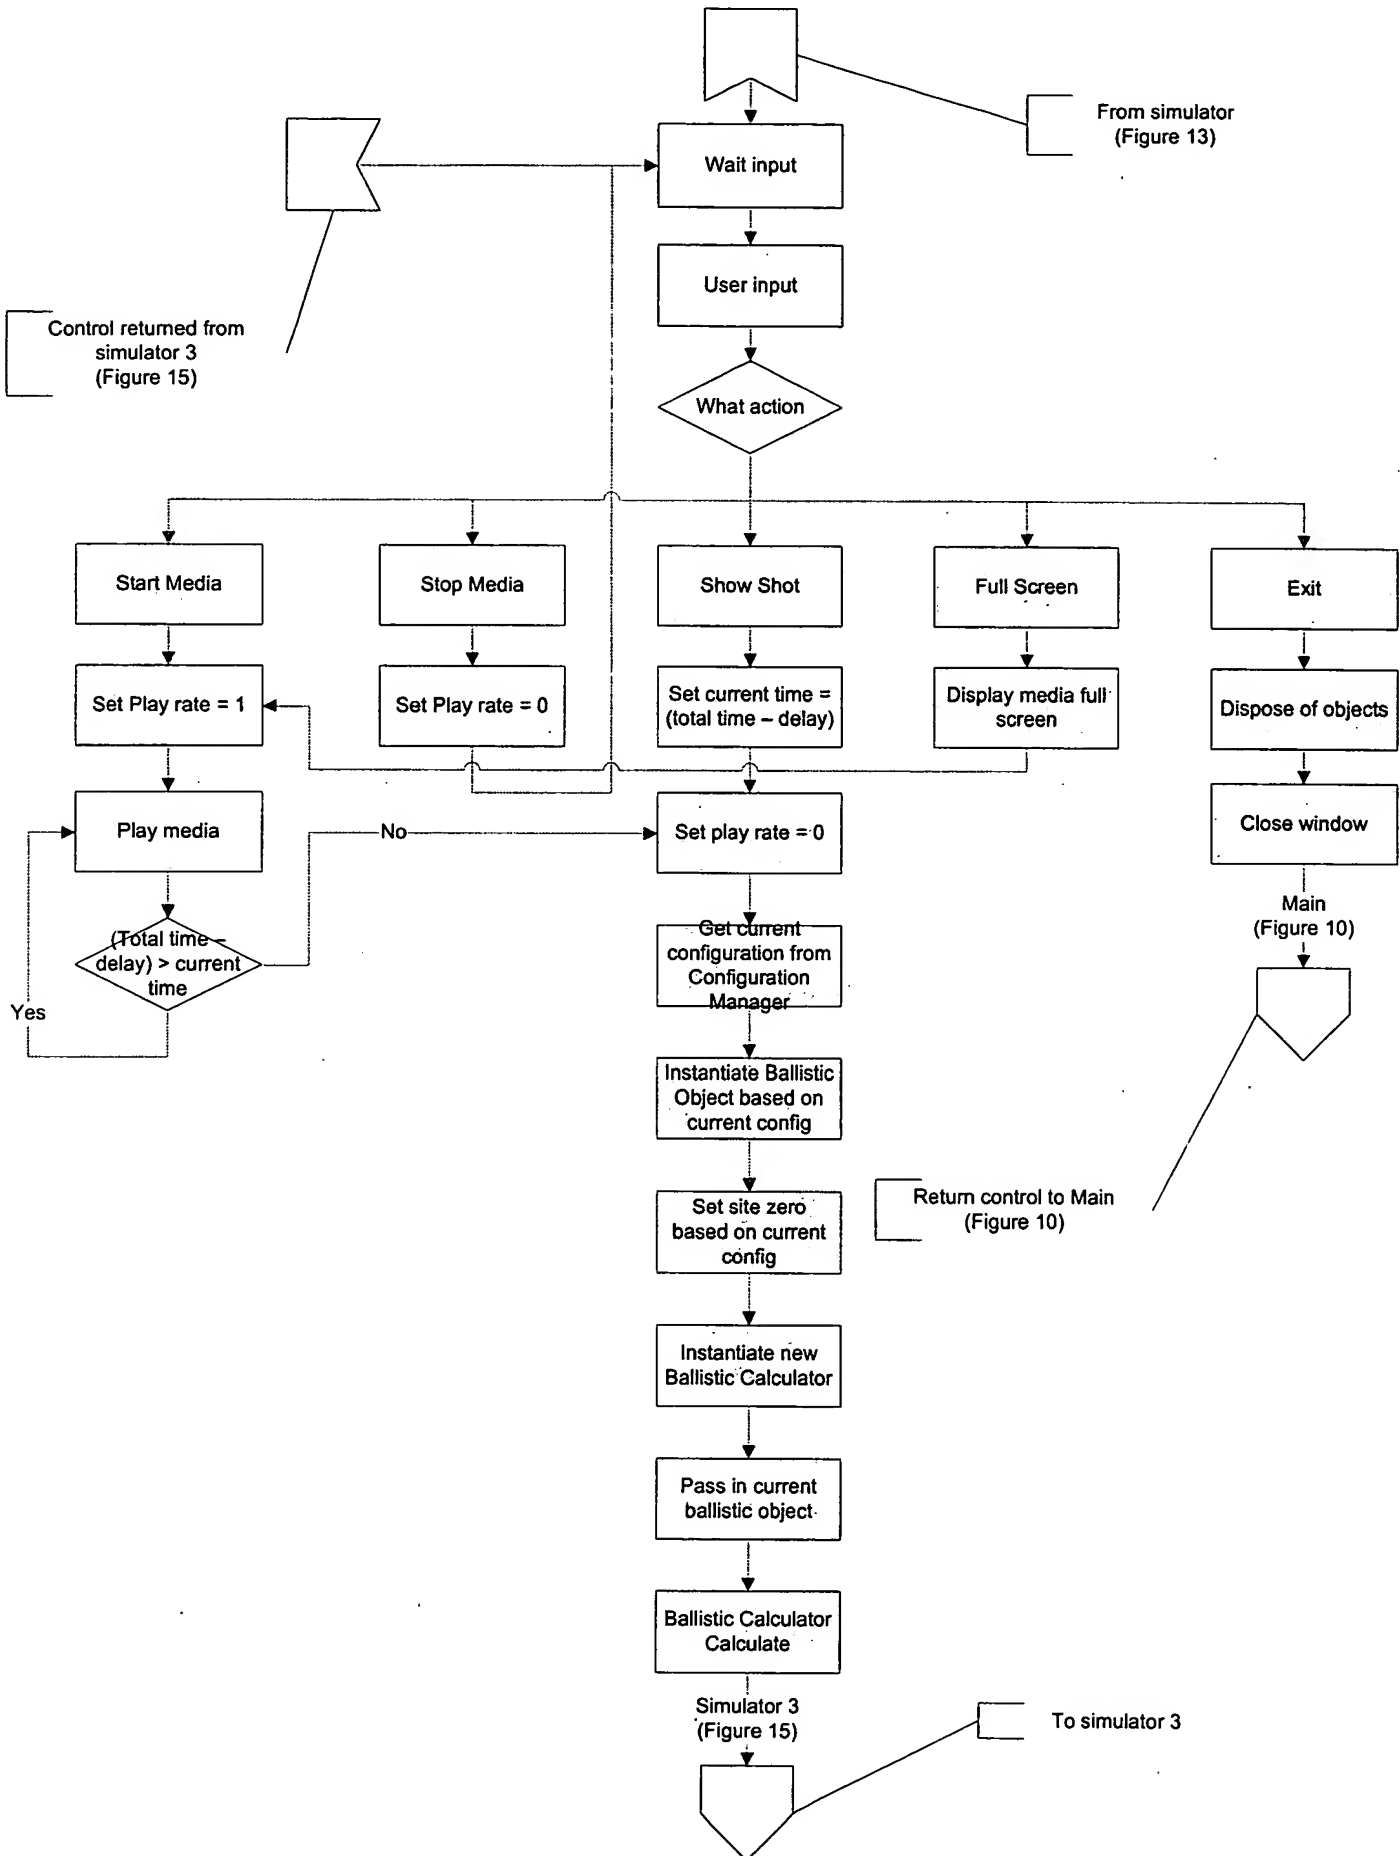 From simulator
(Figure 13)
Wait input
User input
Control returned from
simulator 3
(Figure 15)
What action
Start Media
Stop Media
Show Shot
Full Screen
Exit
Set Play rate = 1
Set Play rate = 0
Set current time =
(total time – delay)
Display media full
screen
Dispose of objects
Play media
No
Set play rate = 0
Close window
Main
(Figure 10)
(Total time –
delay) > current
time
Yes
Get current
configuration from
Configuration
Manager
Instantiate Ballistic
Object based on
current config
Set site zero
based on current
config
Return control to Main
(Figure 10)
Instantiate new
Ballistic Calculator
Pass in current
ballistic object
Ballistic Calculator
Calculate
Simulator 3
(Figure 15)
To simulator 3